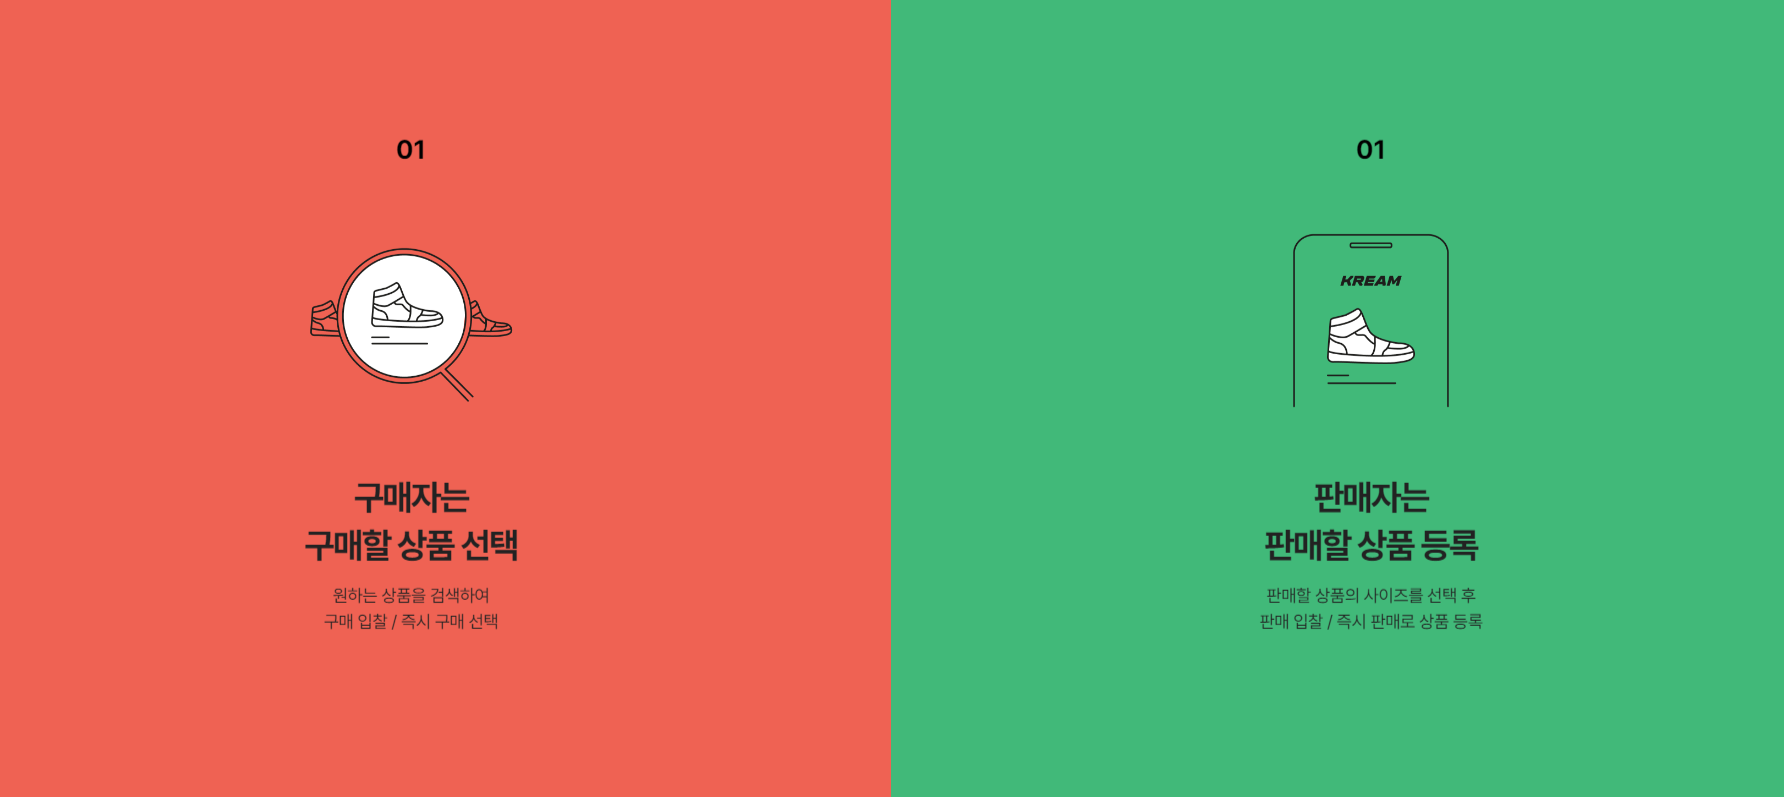 01
구매자는
구매할 상품 선택
원하는 상품을 검색하여
구매 입찰 / 즉시 구매 선택
01
KREAM
판매자는
판매할 상품 등록
판매할 상품의 사이즈를 선택 후
판매 입찰 / 즉시 판매로 상품 등록